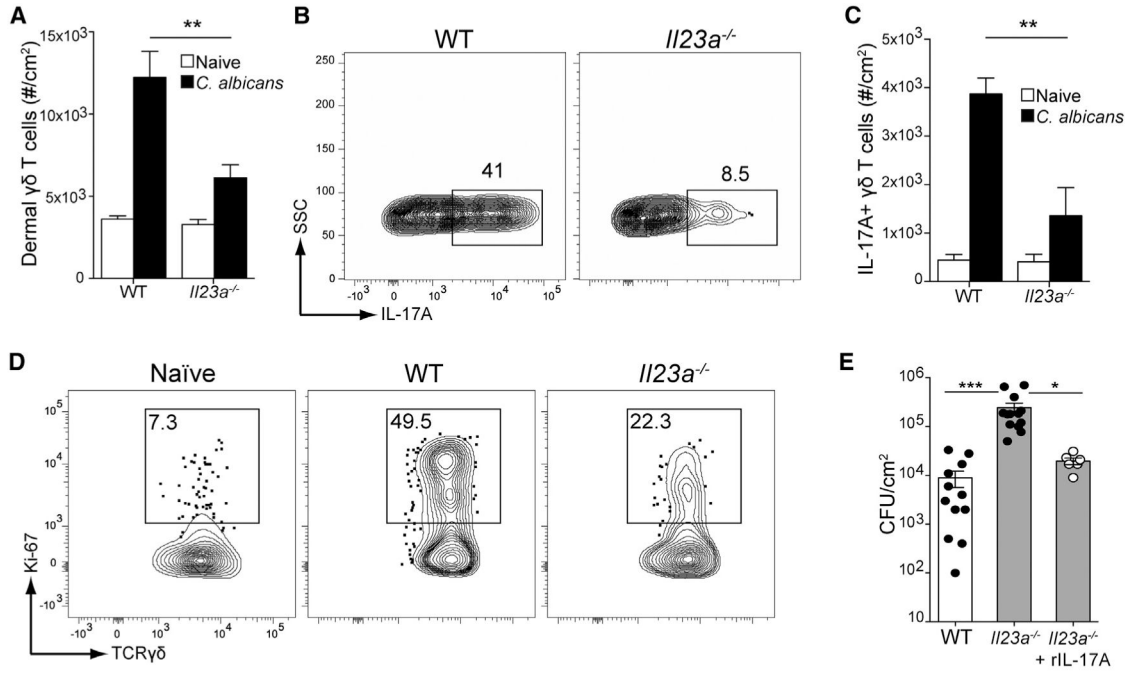 A
**
15x10³
10x10³
5x10³
0
Dermal γδ T cells (#/cm²)
Naive
C. albicans
WT
Il23a-/-
B
WT
Il23a-/-
250
200
150
100
50
0
SSC
41
8.5
-10³ 0 10³ 10⁴ 10⁵
IL-17A
C
**
5x10³
4x10³
3x10³
2x10³
1x10³
0
IL-17A+ γδ T cells (#/cm²)
Naive
C. albicans
WT
Il23a-/-
D
Naïve
WT
Il23a-/-
10⁵
10⁴
10³
0
-10³
Ki-67
7.3
49.5
22.3
-10³ 0 10³ 10⁴ 10⁵
TCRγδ
E
*** *
10⁶
10⁵
10⁴
10³
10²
10
CFU/cm²
WT
Il23a-/-
Il23a-/-
+ rIL-17A